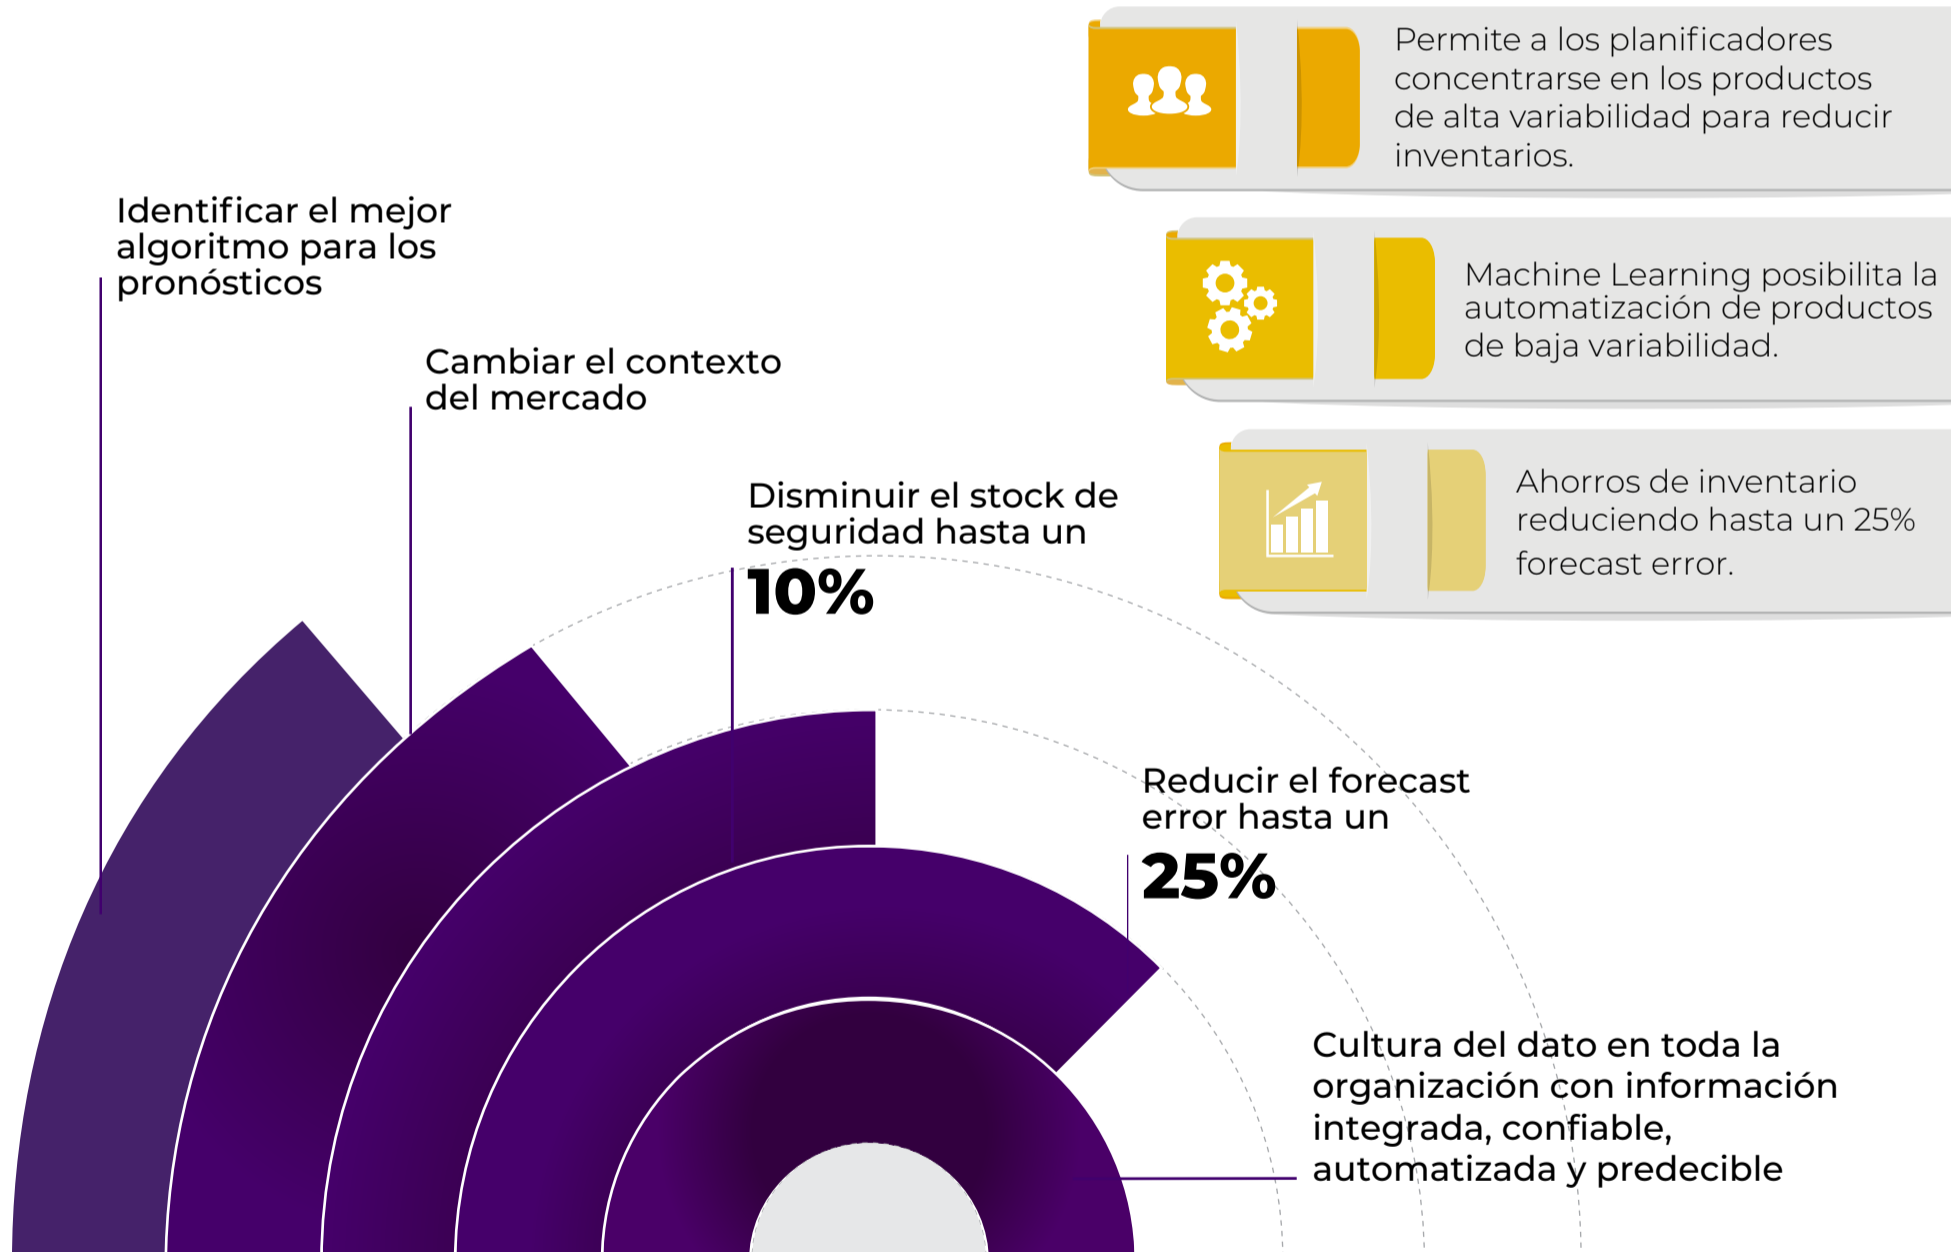 Permite a los planificadores
concentrarse en los productos
de alta variabilidad para reducir
inventarios.
Identificar el mejor
algoritmo para los
pronósticos
Machine Learning posibilita la
automatización de productos
de baja variabilidad.
Cambiar el contexto
del mercado
Ahorros de inventario
reduciendo hasta un 25%
forecast error.
Disminuir el stock de
seguridad hasta un
10%
Reducir el forecast
error hasta un
25%
Cultura del dato en toda la
organización con información
integrada, confiable,
automatizada y predecible